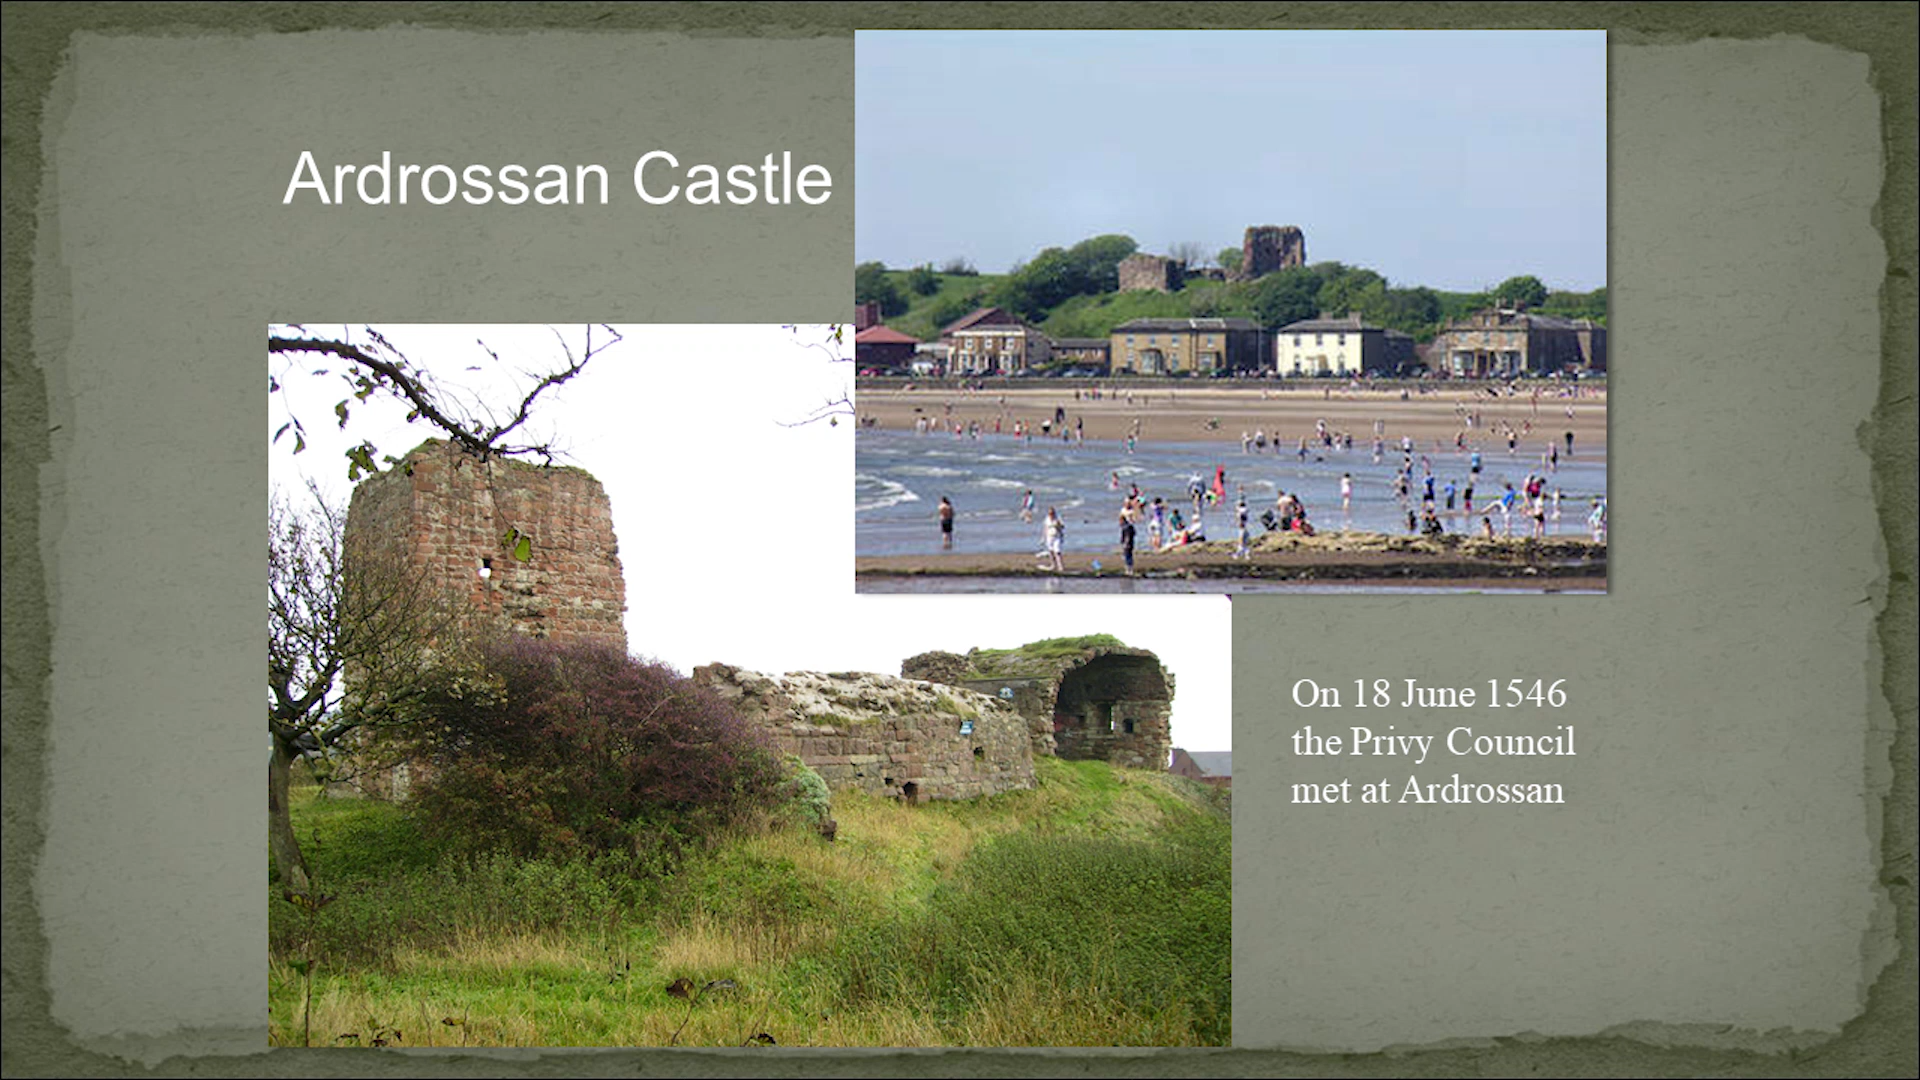 Ardrossan Castle
On 18 June 1546
the Privy Council
met at Ardrossan